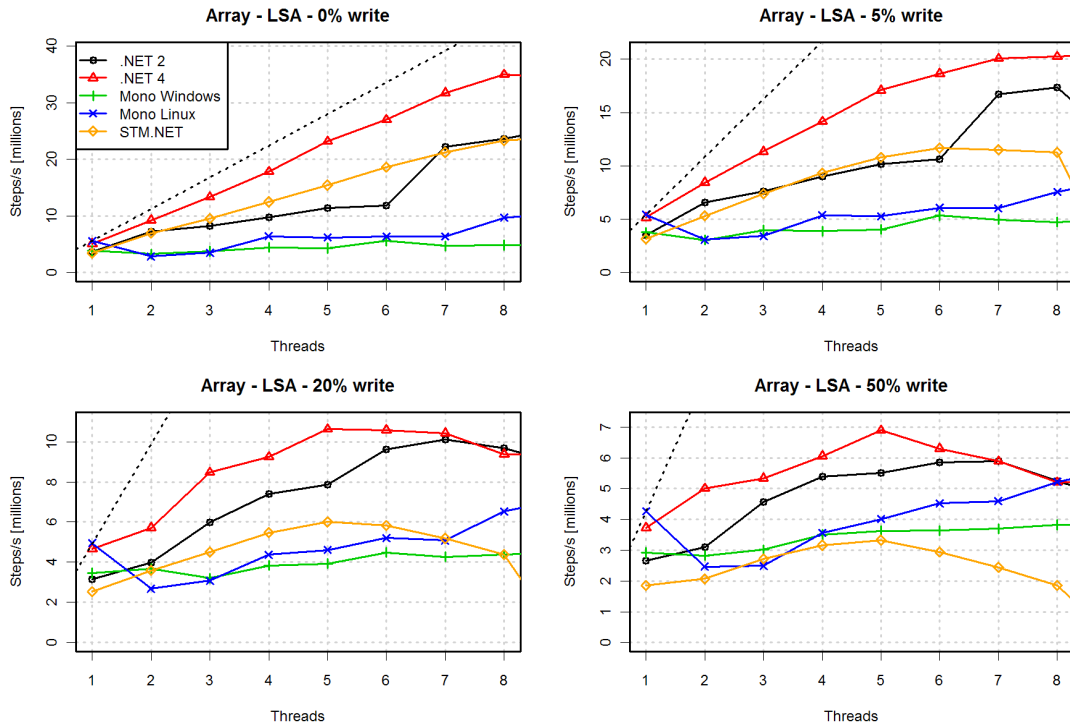 Array - LSA - 0% write
Steps/s [millions]
40
30
20
10
0
.NET 2
.NET 4
Mono Windows
Mono Linux
STM.NET
1 2 3 4 5 6 7 8
Threads
Array - LSA - 5% write
Steps/s [millions]
20
15
10
5
0
1 2 3 4 5 6 7 8
Threads
Array - LSA - 20% write
Steps/s [millions]
10
8
6
4
2
0
1 2 3 4 5 6 7 8
Threads
Array - LSA - 50% write
Steps/s [millions]
7
6
5
4
3
2
1
0
1 2 3 4 5 6 7 8
Threads